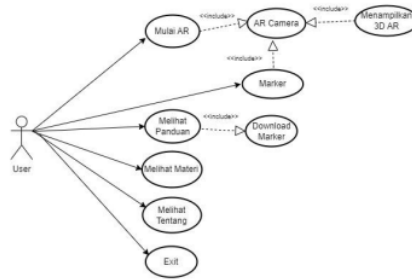 <<include>>
<<include>>
Mulai AR
AR Camera
Menampilkan
3D AR
<<include>>
Marker
<<include>>
Melihat
Panduan
Download
Marker
User
Melihat Materi
Melihat
Tentang
Exit